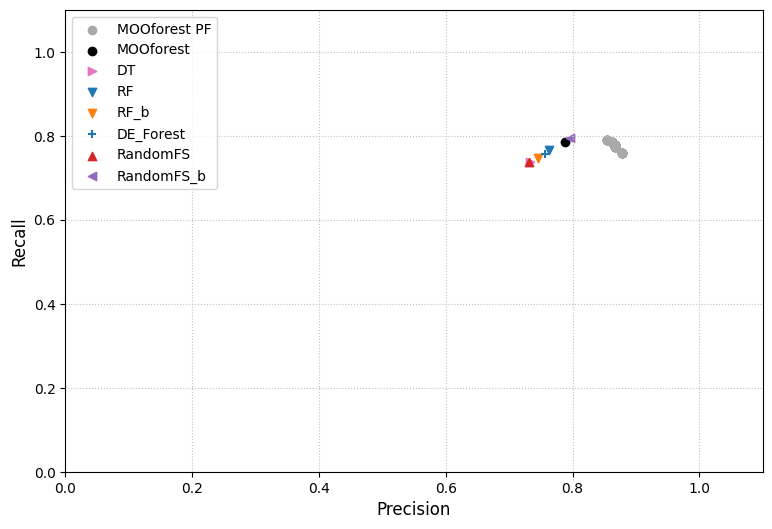 MOOforest PF
MOOforest
DT
RF
RF_b
DE_Forest
RandomFS
RandomFS_b
1.0
0.8
0.6
0.4
0.2
0.0
Recall
0.0 0.2 0.4 0.6 0.8 1.0
Precision